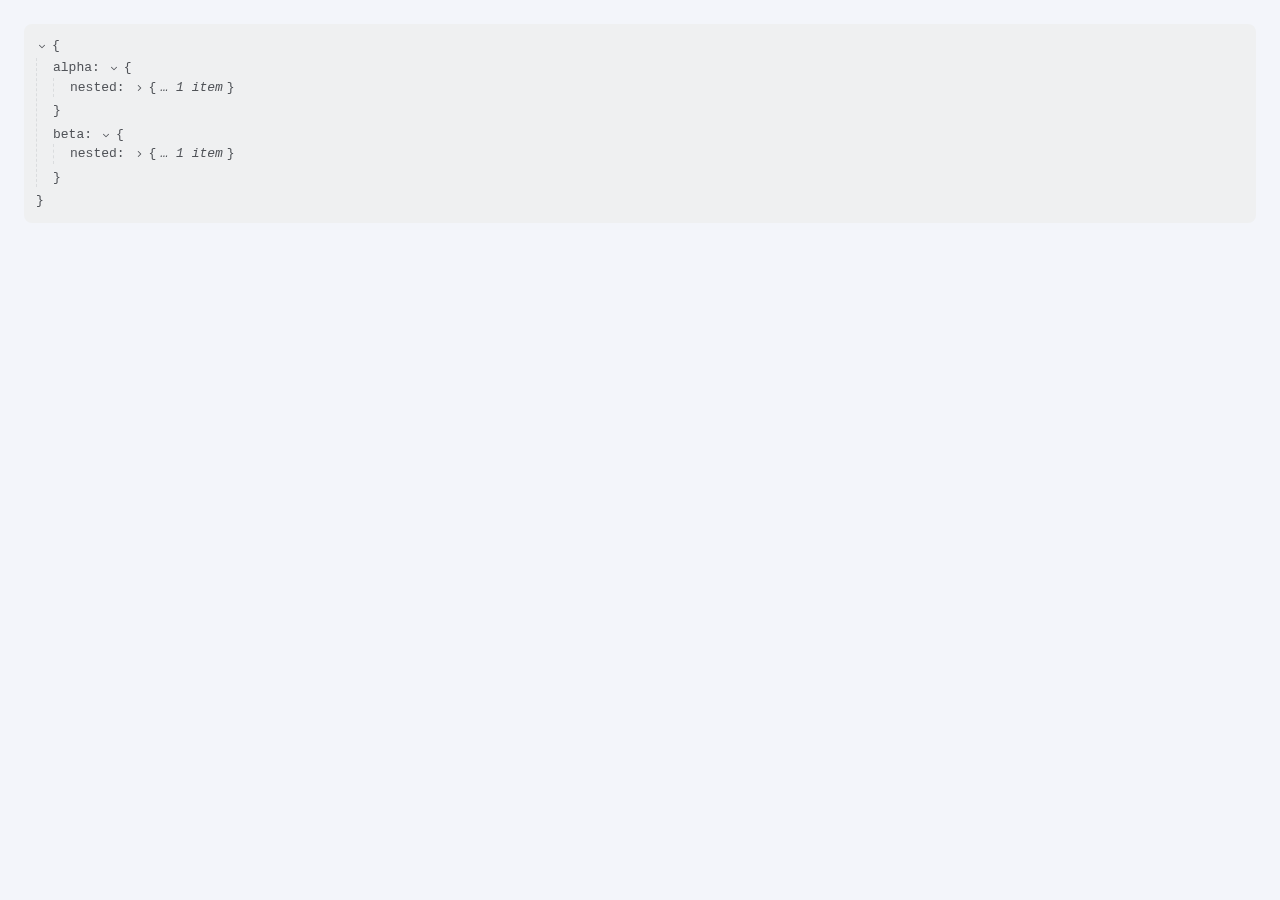 {
alpha: {
nested: {… 1 item}
}
beta: {
nested: {… 1 item}
}
}